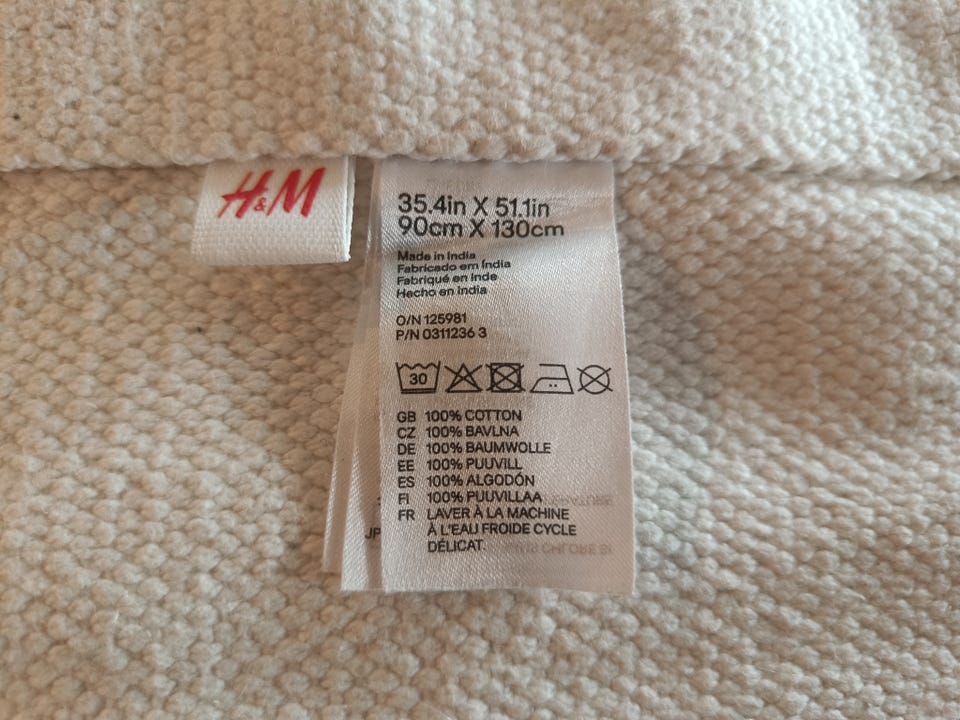 H&M
35.4in X 51.1in
90cm X 130cm
Made in India
Fabricado em Índia
Fabriqué en Inde
Hecho en India
O/N 125981
P/N 0311236 3
30
GB 100% COTTON
CZ 100% BAVLNA
DE 100% BAUMWOLLE
EE 100% PUUVILL
ES 100% ALGODÓN
FI 100% PUUVILLAA
FR LAVER À LA MACHINE
À L'EAU FROIDE CYCLE
DÉLICAT
JP